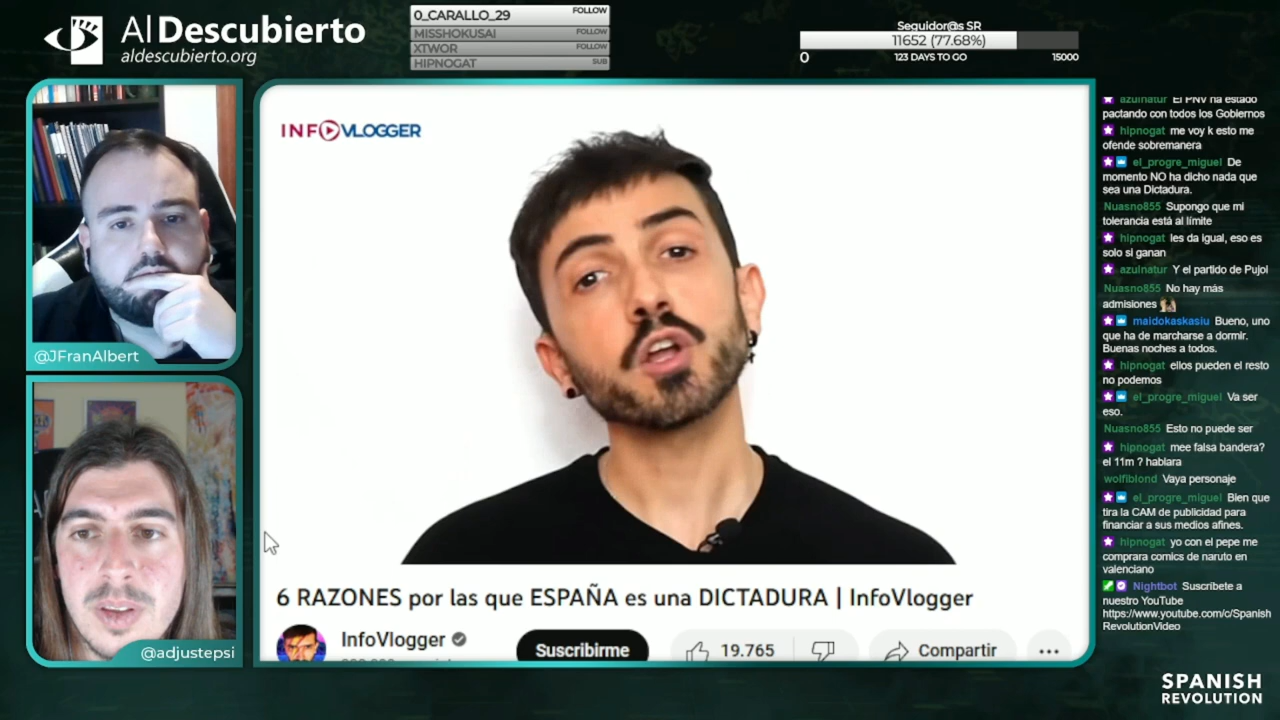 Al Descubierto
aldescubierto.org
0_CARALLO_29 FOLLOW
MISSHOKUSAI FOLLOW
XTWOR FOLLOW
HIPNOGAT SUB
Seguidor@s SR
11652 (77.68%)
0 123 DAYS TO GO 15000
@JFranAlbert
@adjustepsi
INFOVLOGGER
6 RAZONES por las que ESPAÑA es una DICTADURA | InfoVlogger
InfoVlogger
Suscribirme
19.765
Compartir
azulnatur El PNV ha estado
pactando con todos los Gobiernos
hipnogat me voy k esto me
ofende sobremanera
el_progre_miguel De
momento NO ha dicho nada que
sea una Dictadura.
Nuasno855 Supongo que mi
tolerancia está al límite
hipnogat les da igual, eso es
solo si ganan
azulnatur Y el partido de Pujol
Nuasno855 No hay más
admisiones
maidokaskasiu Bueno, uno
que ha de marcharse a dormir.
Buenas noches a todos.
hipnogat ellos pueden el resto
no podemos
el_progre_miguel Va ser
eso.
Nuasno855 Esto no puede ser
hipnogat mee falsa bandera?
el 11m ? hablara
wolfiblond Vaya personaje
el_progre_miguel Bien que
tira la CAM de publicidad para
financiar a sus medios afines.
hipnogat yo con el pepe me
comprara comics de naruto en
valenciano
Nightbot Suscríbete a
nuestro YouTube
https://www.youtube.com/c/Spanish
RevolutionVideo
SPANISH
REVOLUTION